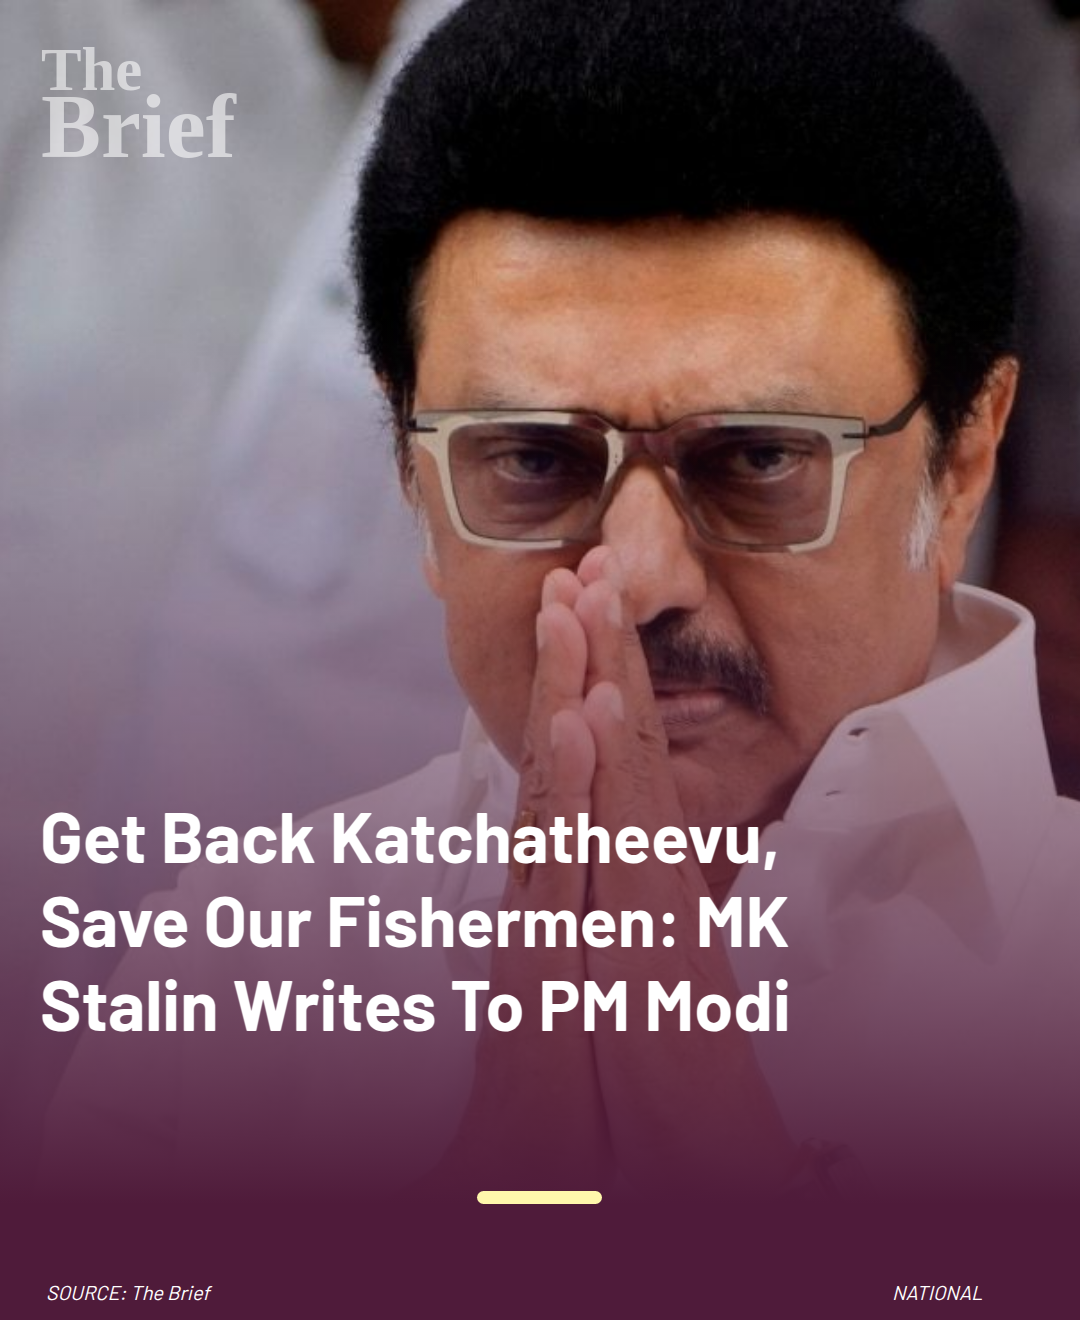 The
Brief
Get Back Katchatheevu,
Save Our Fishermen: MK
Stalin Writes To PM Modi
SOURCE: The Brief
NATIONAL